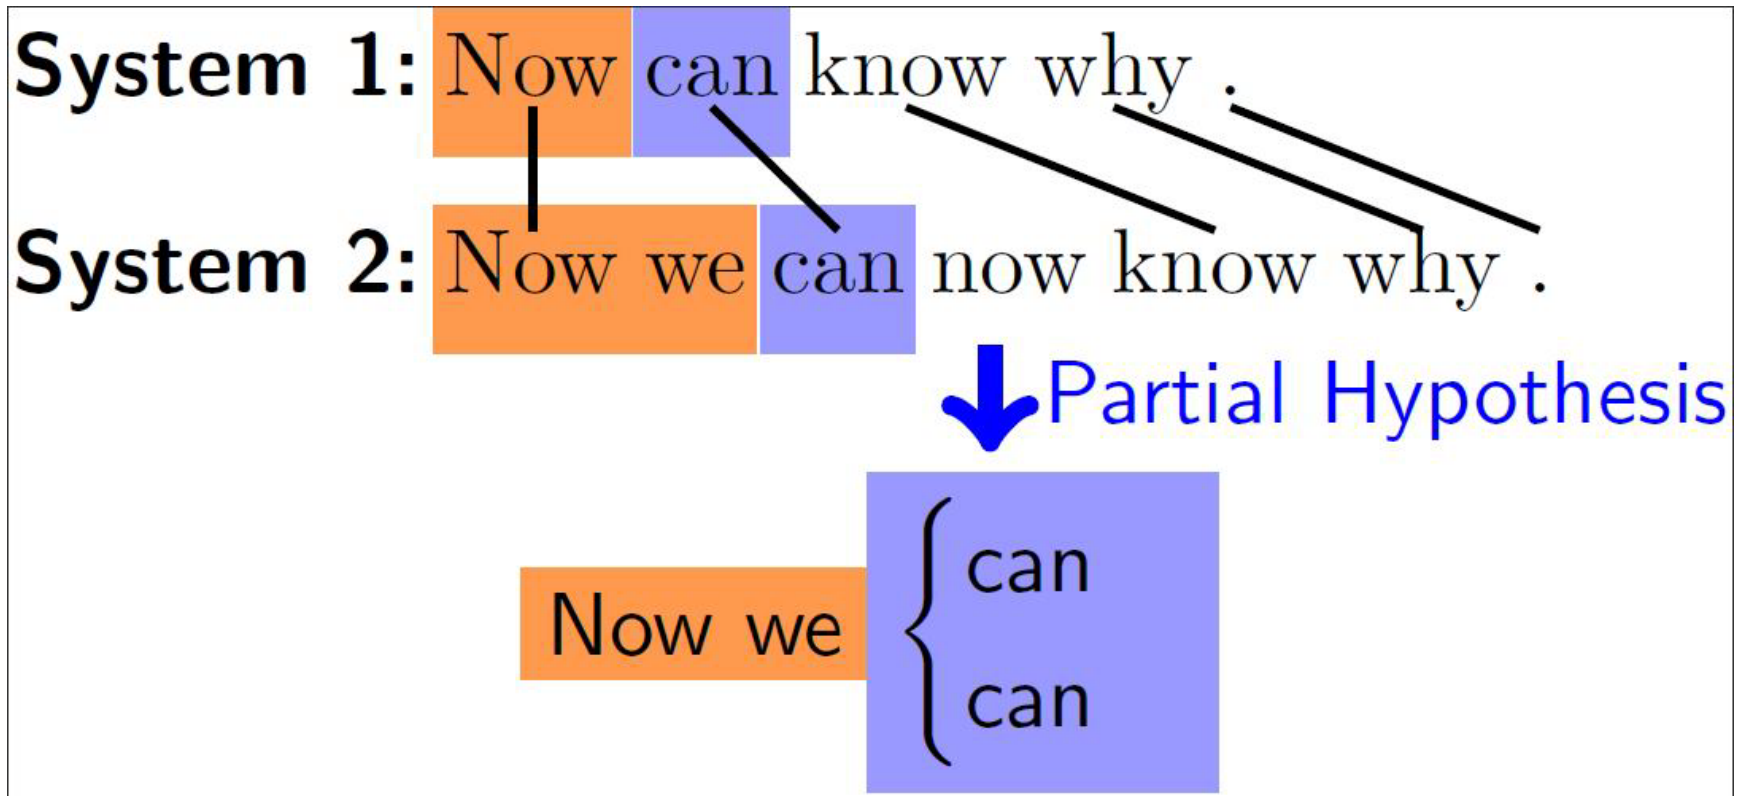 System 1: Now can know why .
System 2: Now we can now know why .
Partial Hypothesis
can
Now we
can